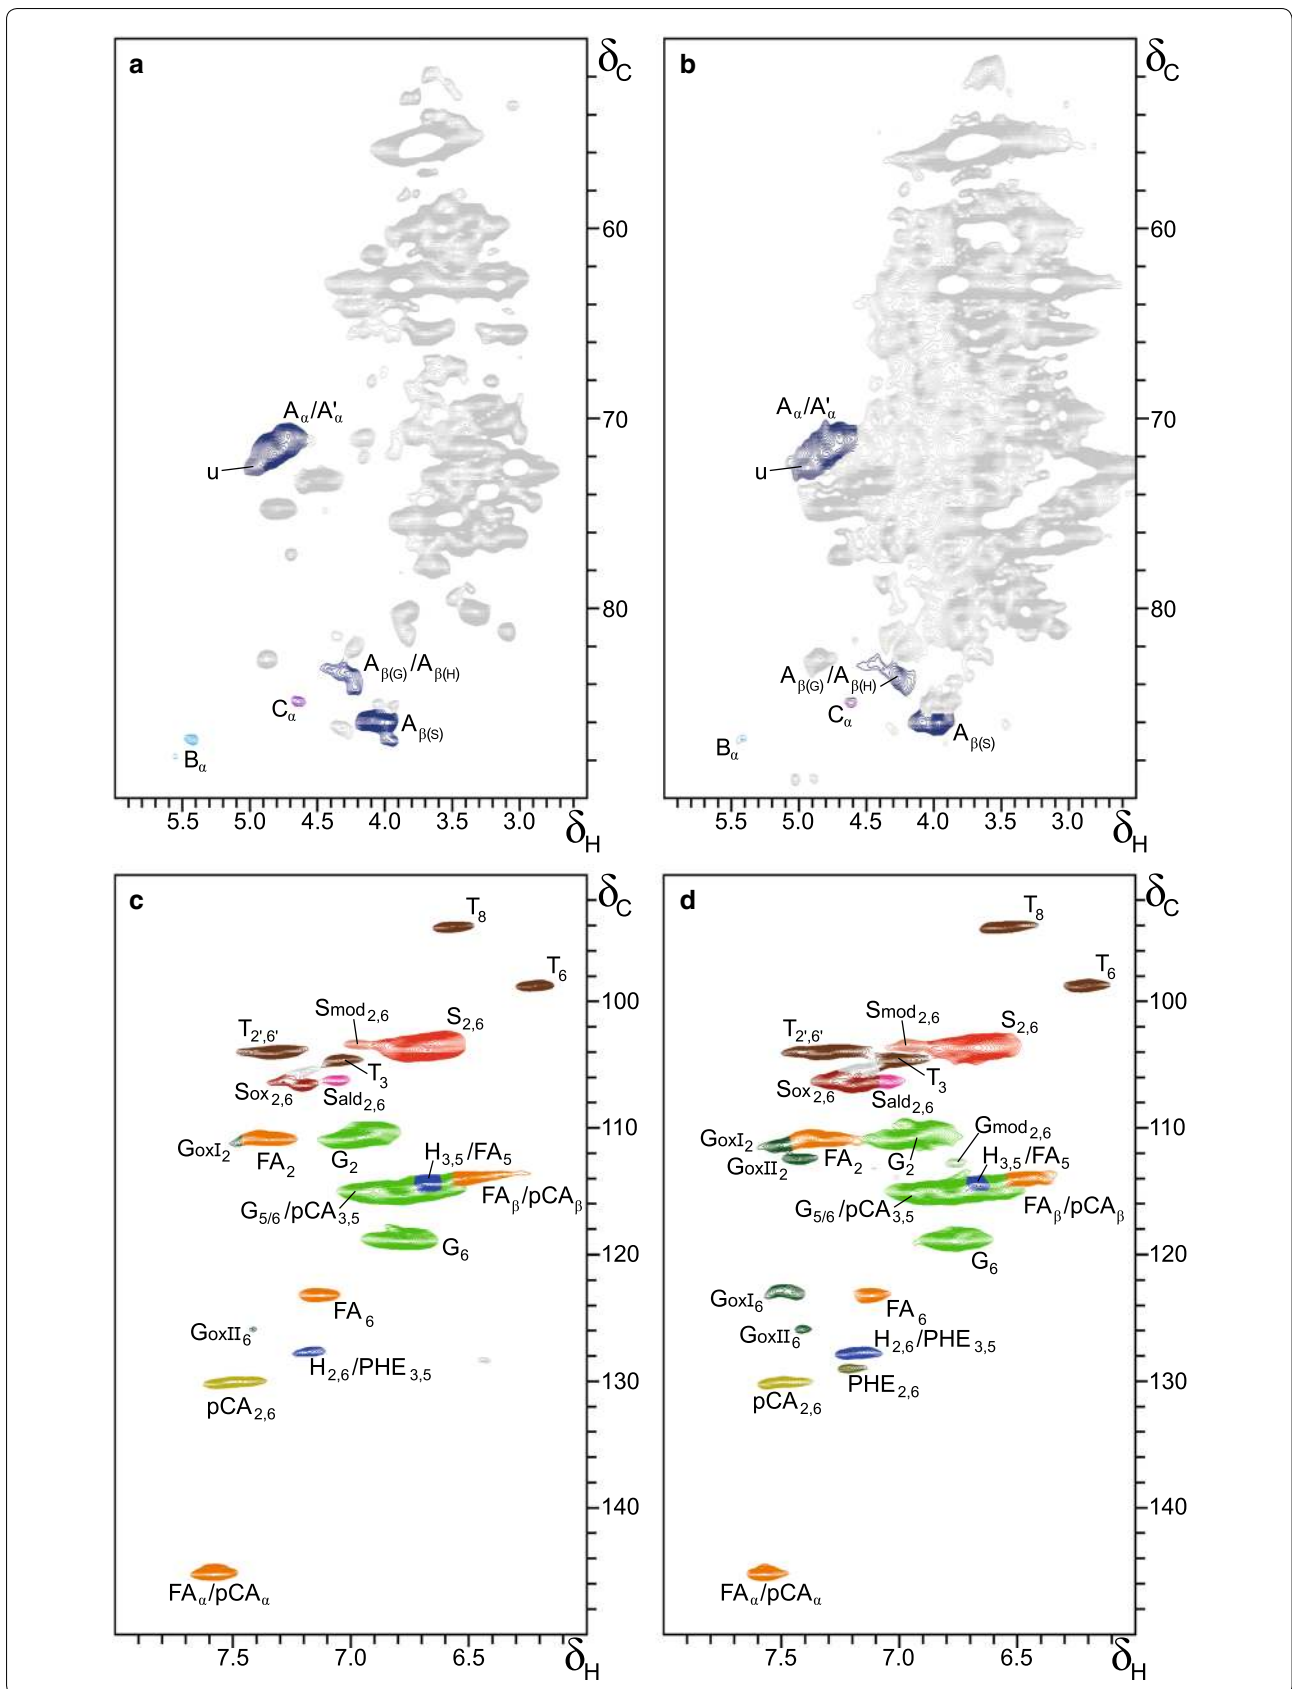 a
δC
Aα/A'α
u
60
70
80
Aβ(G)/Aβ(H)
Cα
Aβ(S)
Bα
5.5 5.0 4.5 4.0 3.5 3.0
δH
b
δC
Aα/A'α
u
60
70
80
Aβ(G)/Aβ(H)
Cα
Aβ(S)
Bα
5.5 5.0 4.5 4.0 3.5 3.0
δH
c
δC
T8
T6
100
Smod2,6
S2,6
T2',6'
T3
Sox2,6
Sald2,6
110
GoxI2
FA2
G2
H3,5/FA5
FAβ/pCAβ
G5/6/pCA3,5
G6
120
FA6
GoxII6
H2,6/PHE3,5
130
pCA2,6
140
FAα/pCAα
7.5 7.0 6.5
δH
d
δC
T8
T6
100
Smod2,6
S2,6
T2',6'
T3
Sox2,6
Sald2,6
110
Gmod2,6
GoxI2
GoxII2
FA2
G2
H3,5/FA5
FAβ/pCAβ
G5/6/pCA3,5
G6
120
GoxI6
FA6
GoxII6
H2,6/PHE3,5
PHE2,6
130
pCA2,6
140
FAα/pCAα
7.5 7.0 6.5
δH